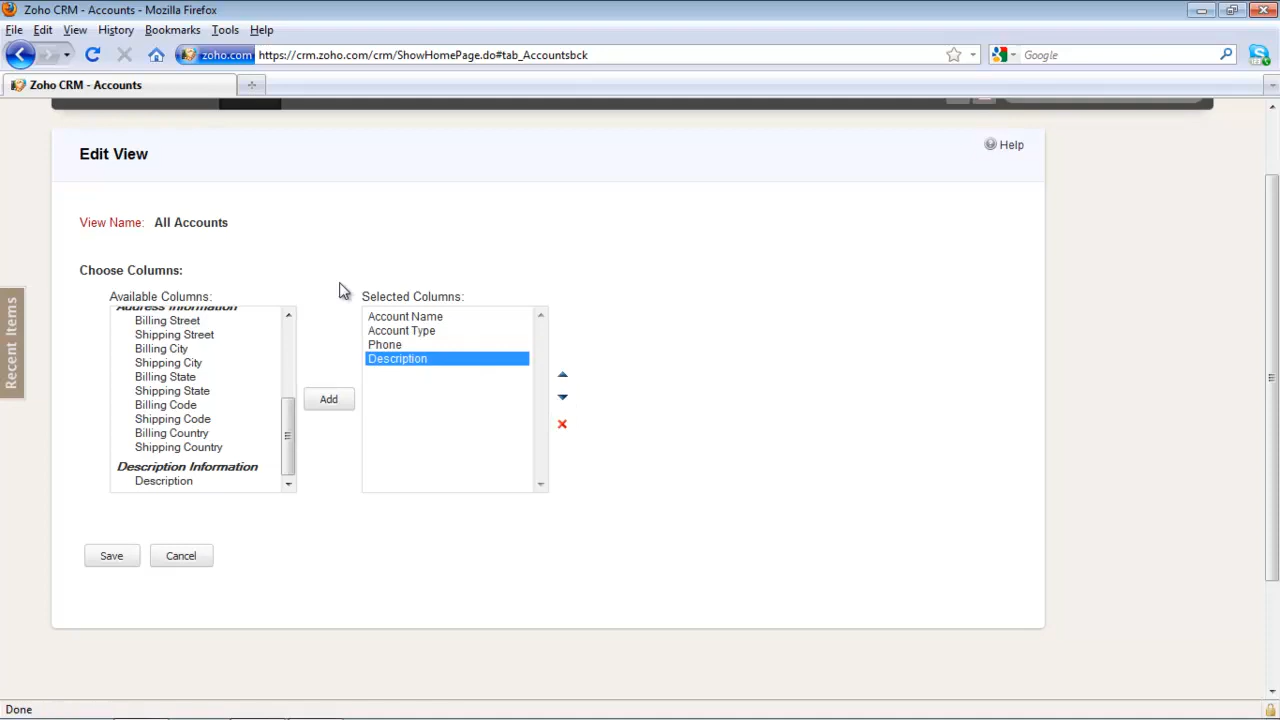 Zoho CRM - Accounts - Mozilla Firefox
File Edit View History Bookmarks Tools Help
zoho.com https://crm.zoho.com/crm/ShowHomePage.do#tab_Accountsbck
Google
Zoho CRM - Accounts
Edit View
Help
View Name: All Accounts
Choose Columns:
Available Columns:
Address Information
Billing Street
Shipping Street
Billing City
Shipping City
Billing State
Shipping State
Billing Code
Shipping Code
Billing Country
Shipping Country
Description Information
Description
Add
Selected Columns:
Account Name
Account Type
Phone
Description
Save Cancel
Recent Items
Done